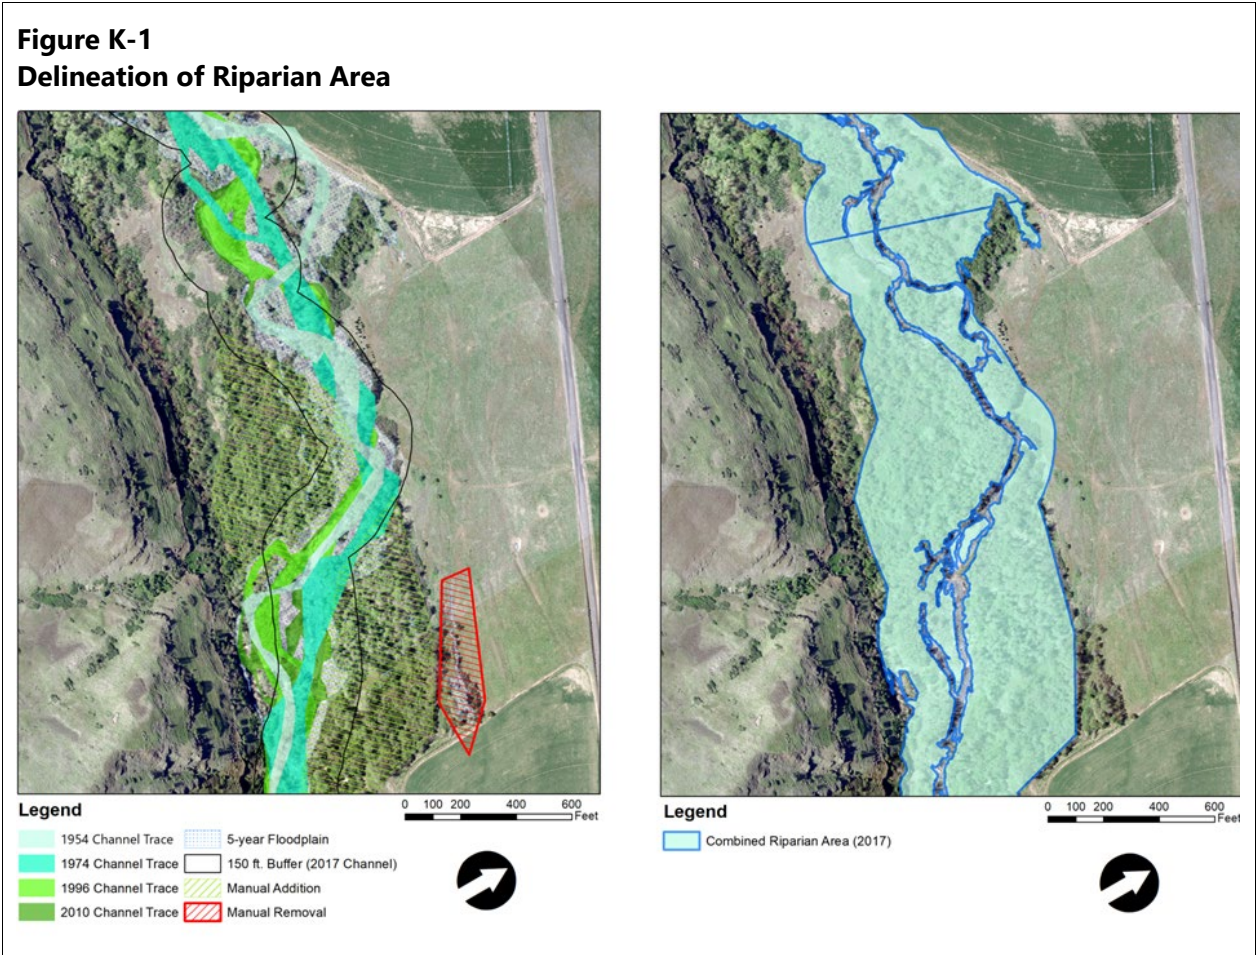 Figure K-1
Delineation of Riparian Area
0 100 200 400 600
Feet
Legend
1954 Channel Trace
1974 Channel Trace
1996 Channel Trace
2010 Channel Trace
5-year Floodplain
150 ft. Buffer (2017 Channel)
Manual Addition
Manual Removal
0 100 200 400 600
Feet
Legend
Combined Riparian Area (2017)